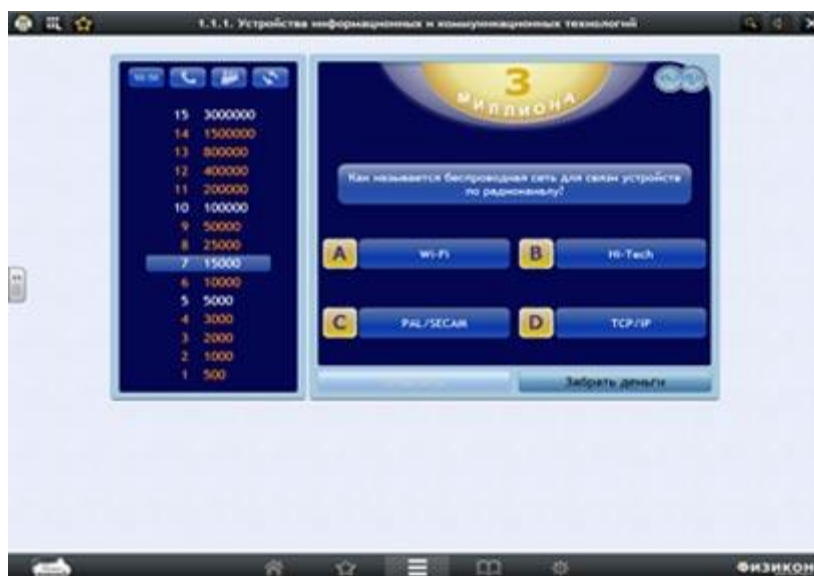 1.1.1. Устройства информационных и коммуникационных технологий
50:50
15 3000000
14 1500000
13 800000
12 400000
11 200000
10 100000
9 50000
8 25000
7 15000
6 10000
5 5000
4 3000
3 2000
2 1000
1 500
3
МИЛЛИОНА
Как называется беспроводная сеть для связи устройств
по радиоканалу?
A Wi-Fi
B Hi-Tech
C PAL/SECAM
D TCP/IP
Забрать деньги
ФИЗИКОН